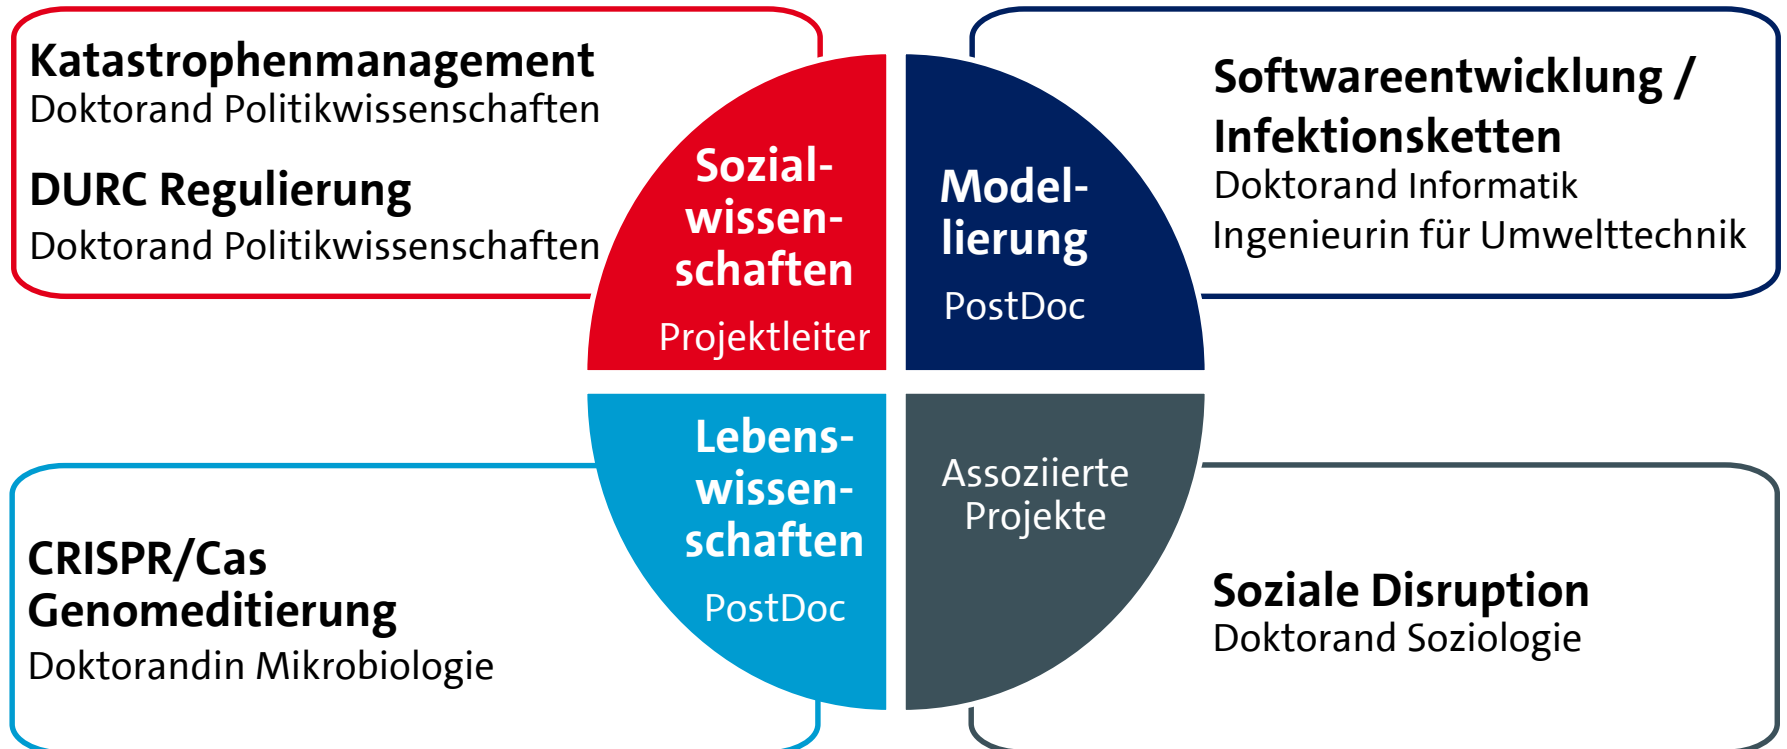 Katastrophenmanagement
Doktorand Politikwissenschaften
DURC Regulierung
Doktorand Politikwissenschaften
Sozial-
wissen-
schaften
Projektleiter
Model-
lierung
PostDoc
Softwareentwicklung /
Infektionsketten
Doktorand Informatik
Ingenieurin für Umwelttechnik
CRISPR/Cas
Genomeditierung
Doktorandin Mikrobiologie
Lebens-
wissen-
schaften
PostDoc
Assoziierte
Projekte
Soziale Disruption
Doktorand Soziologie